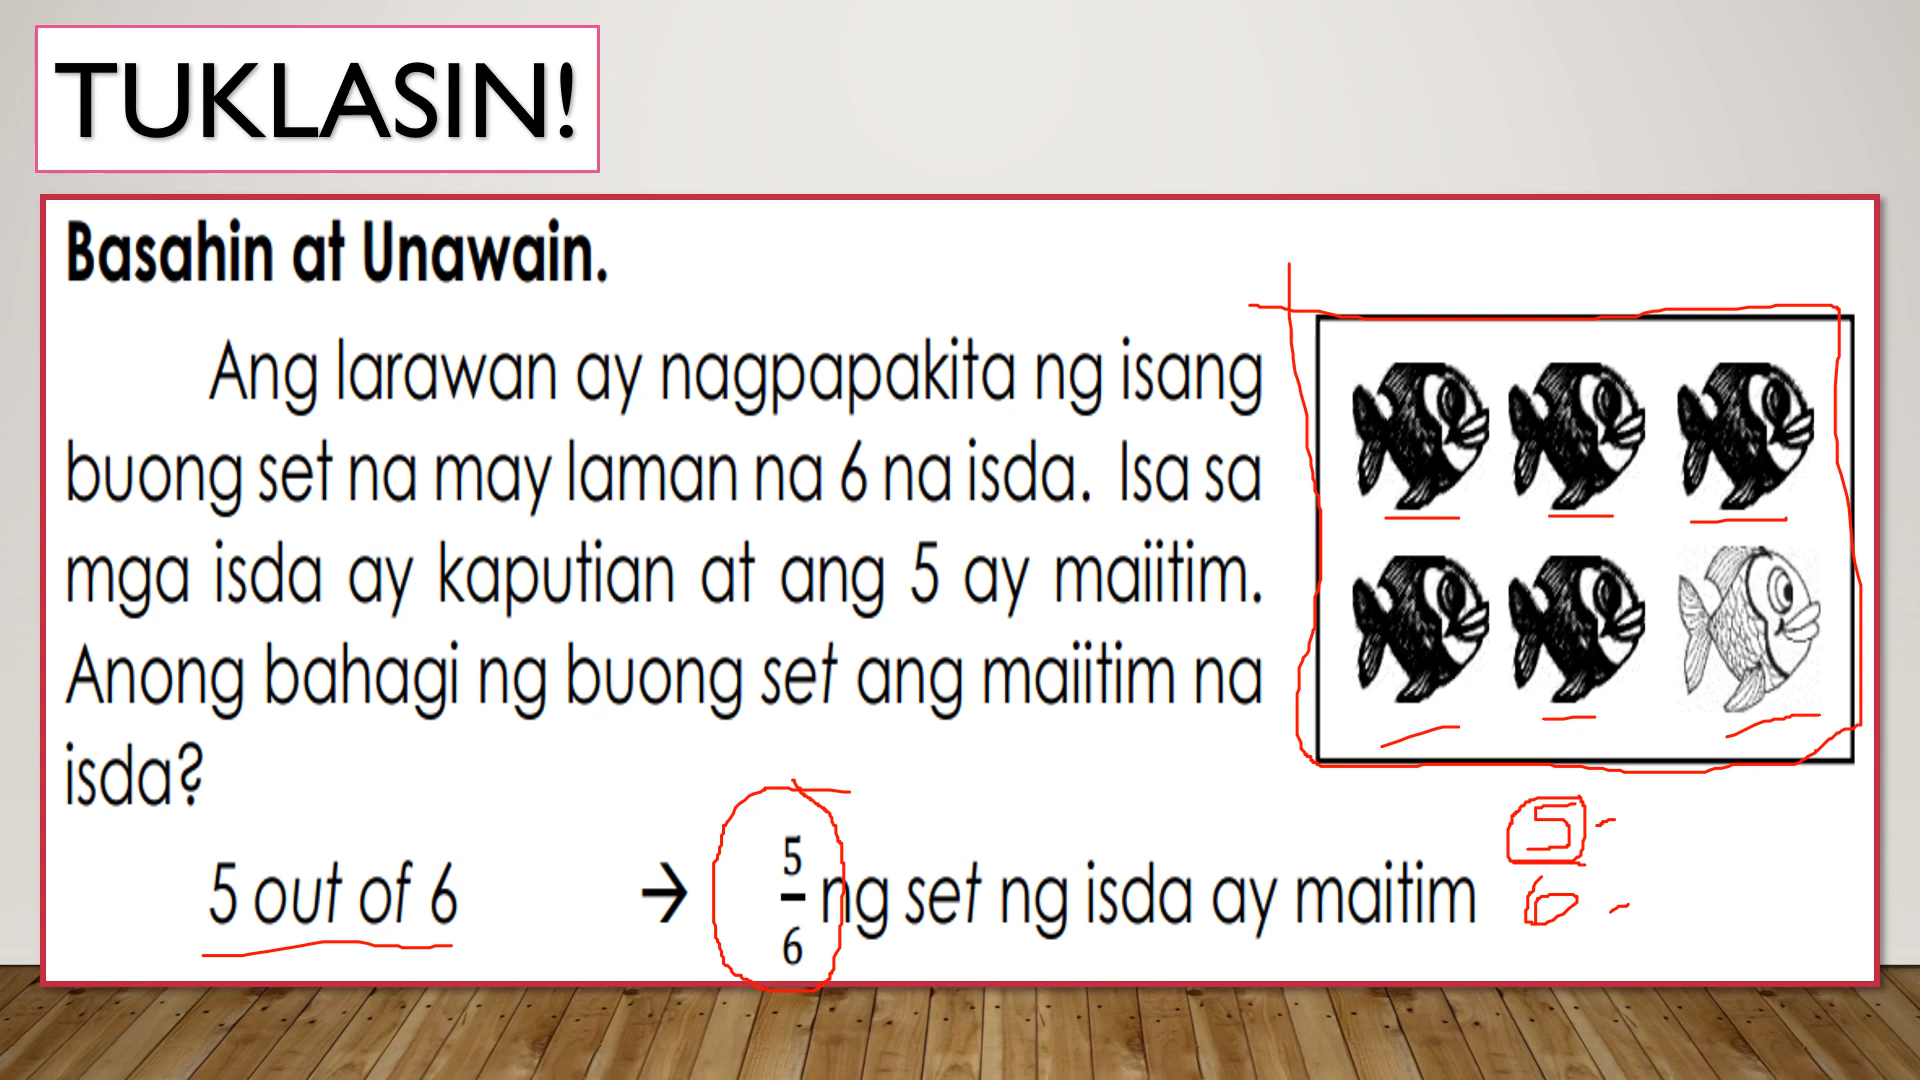 TUKLASIN!
Basahin at Unawain.
Ang larawan ay nagpapakita ng isang
buong set na may laman na 6 na isda. Isa sa
mga isda ay kaputian at ang 5 ay maiitim.
Anong bahagi ng buong set ang maiitim na
isda?
5 out of 6 → 5/6 ng set ng isda ay maitim
5
6